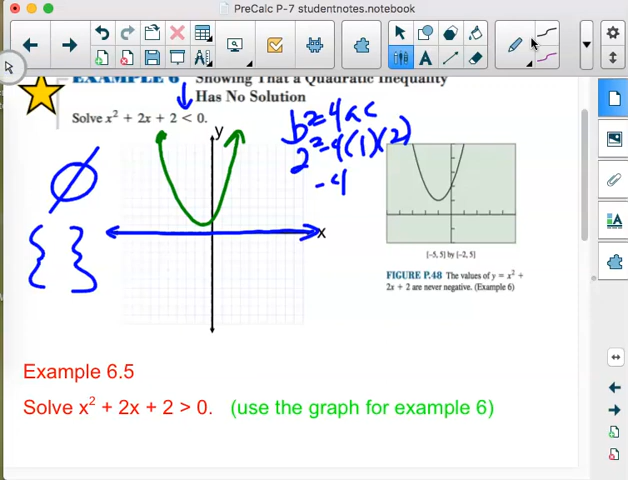 PreCalc P-7 studentnotes.notebook
EXAMPLE 6 Showing That a Quadratic Inequality
Has No Solution
Solve x² + 2x + 2 < 0.
b²-4ac
2²-4(1)(2)
-4
y
x
∅
{ }
[-5, 5] by [-2, 5]
FIGURE P.48 The values of y = x² +
2x + 2 are never negative. (Example 6)
Example 6.5
Solve x² + 2x + 2 > 0. (use the graph for example 6)